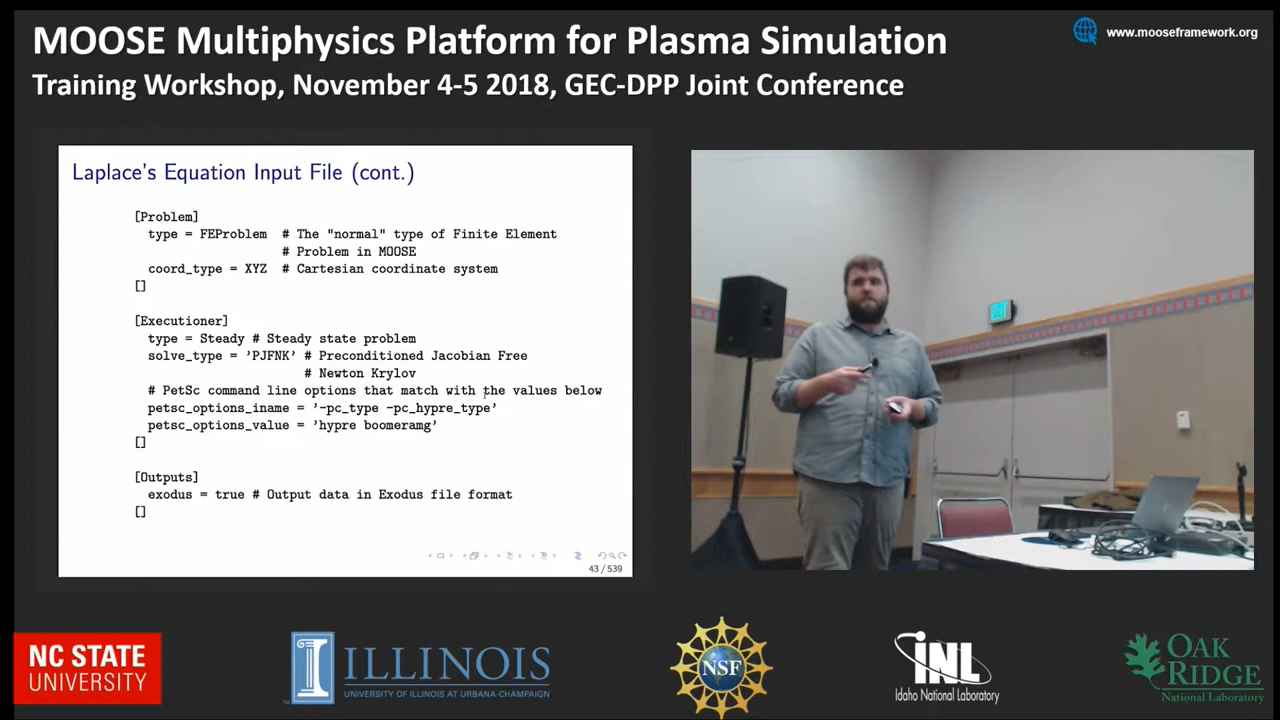 MOOSE Multiphysics Platform for Plasma Simulation
www.mooseframework.org
Training Workshop, November 4-5 2018, GEC-DPP Joint Conference
Laplace's Equation Input File (cont.)
[Problem]
type = FEProblem # The "normal" type of Finite Element
# Problem in MOOSE
coord_type = XYZ # Cartesian coordinate system
[]
[Executioner]
type = Steady # Steady state problem
solve_type = 'PJFNK' # Preconditioned Jacobian Free
# Newton Krylov
# PetSc command line options that match with the values below
petsc_options_iname = '-pc_type -pc_hypre_type'
petsc_options_value = 'hypre boomeramg'
[]
[Outputs]
exodus = true # Output data in Exodus file format
[]
43 / 539
NC STATE
UNIVERSITY
I ILLINOIS
UNIVERSITY OF ILLINOIS AT URBANA-CHAMPAIGN
NSF
INL
Idaho National Laboratory
OAK
RIDGE
National Laboratory